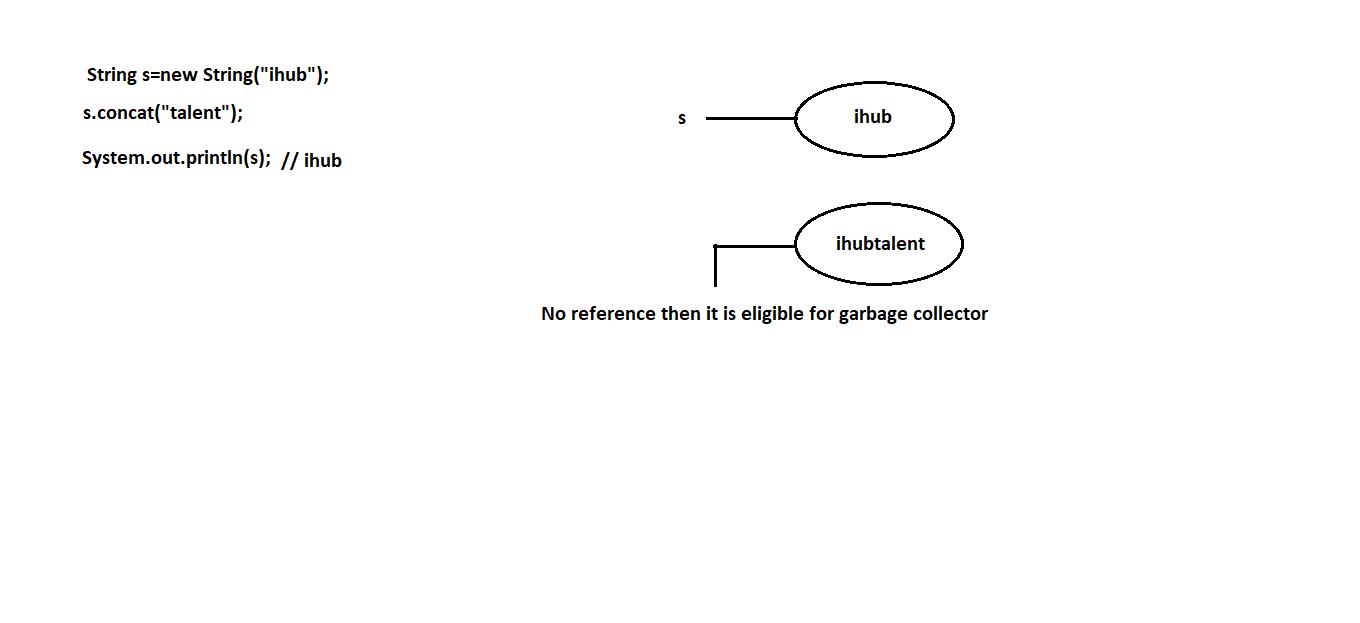 String s=new String("ihub");
s.concat("talent");
System.out.println(s); // ihub
s
ihub
ihubtalent
No reference then it is eligible for garbage collector